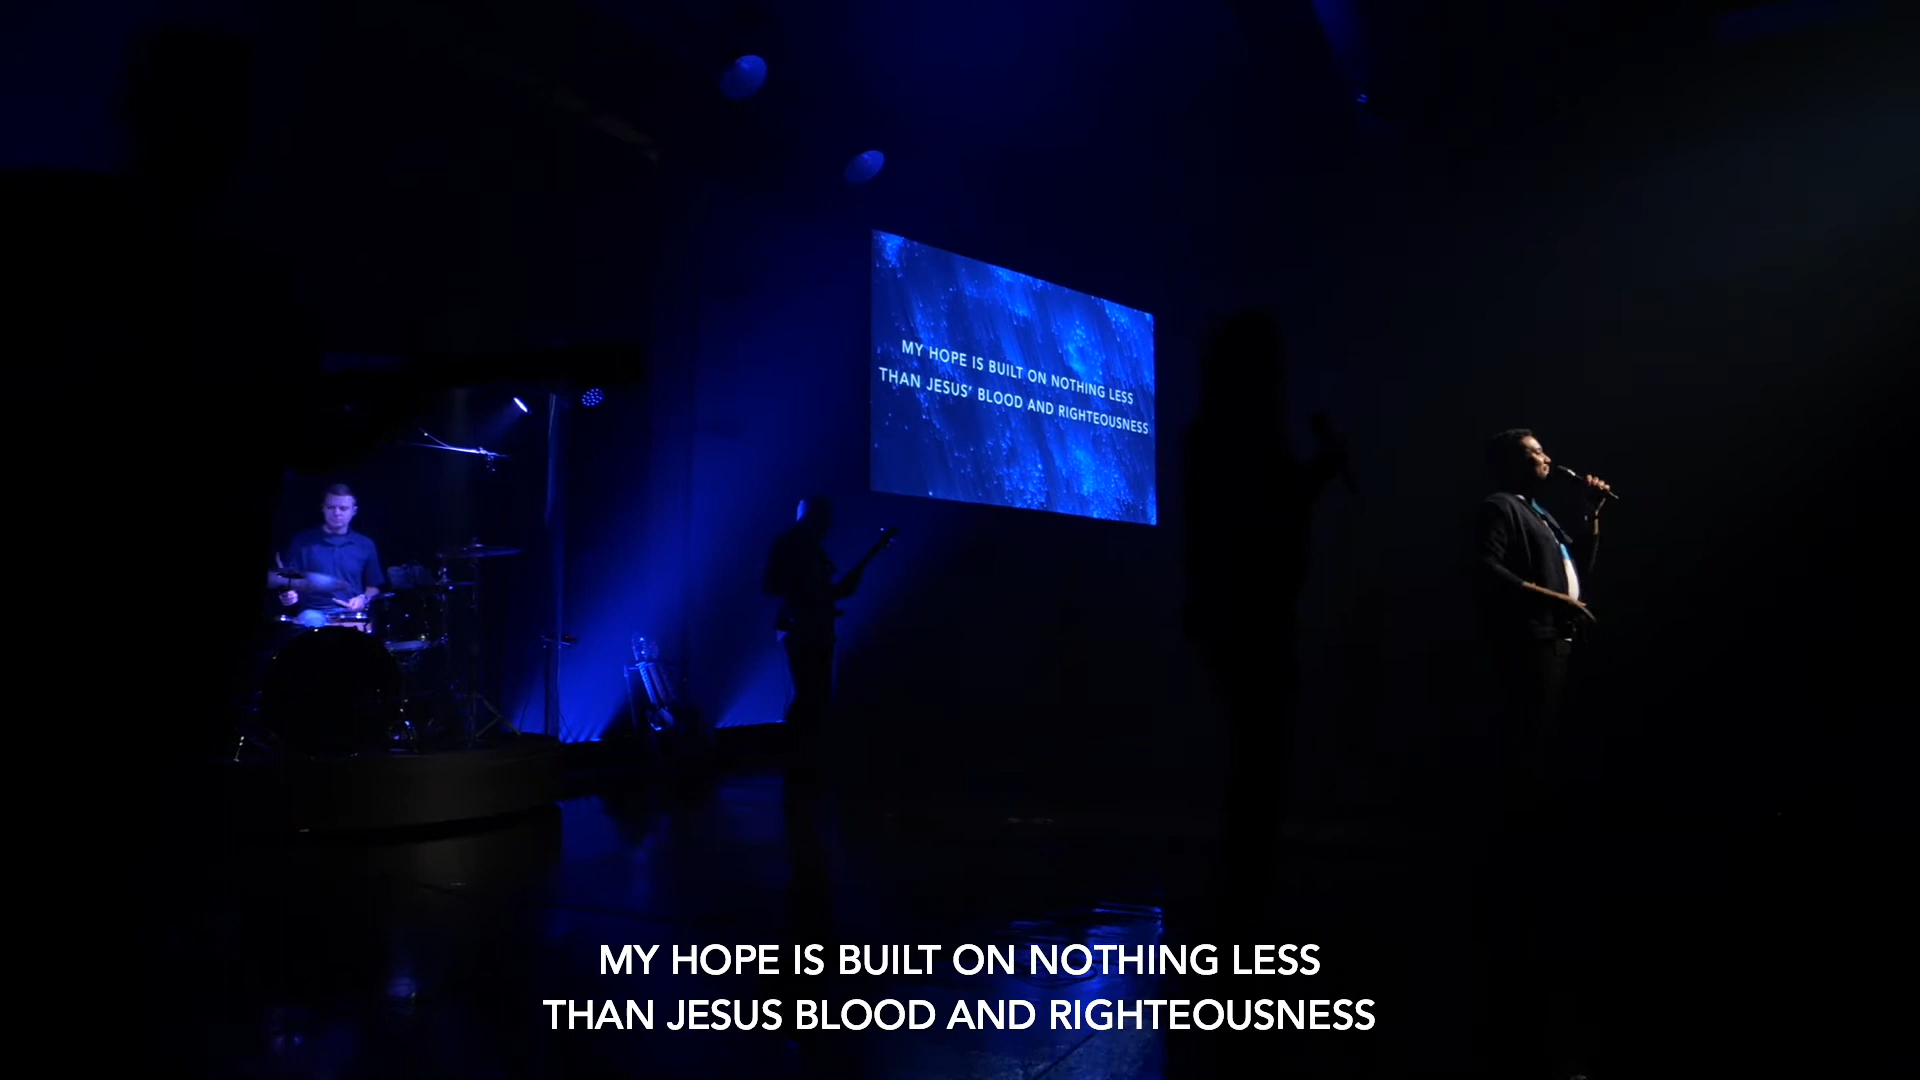 MY HOPE IS BUILT ON NOTHING LESS
THAN JESUS' BLOOD AND RIGHTEOUSNESS
MY HOPE IS BUILT ON NOTHING LESS
THAN JESUS BLOOD AND RIGHTEOUSNESS